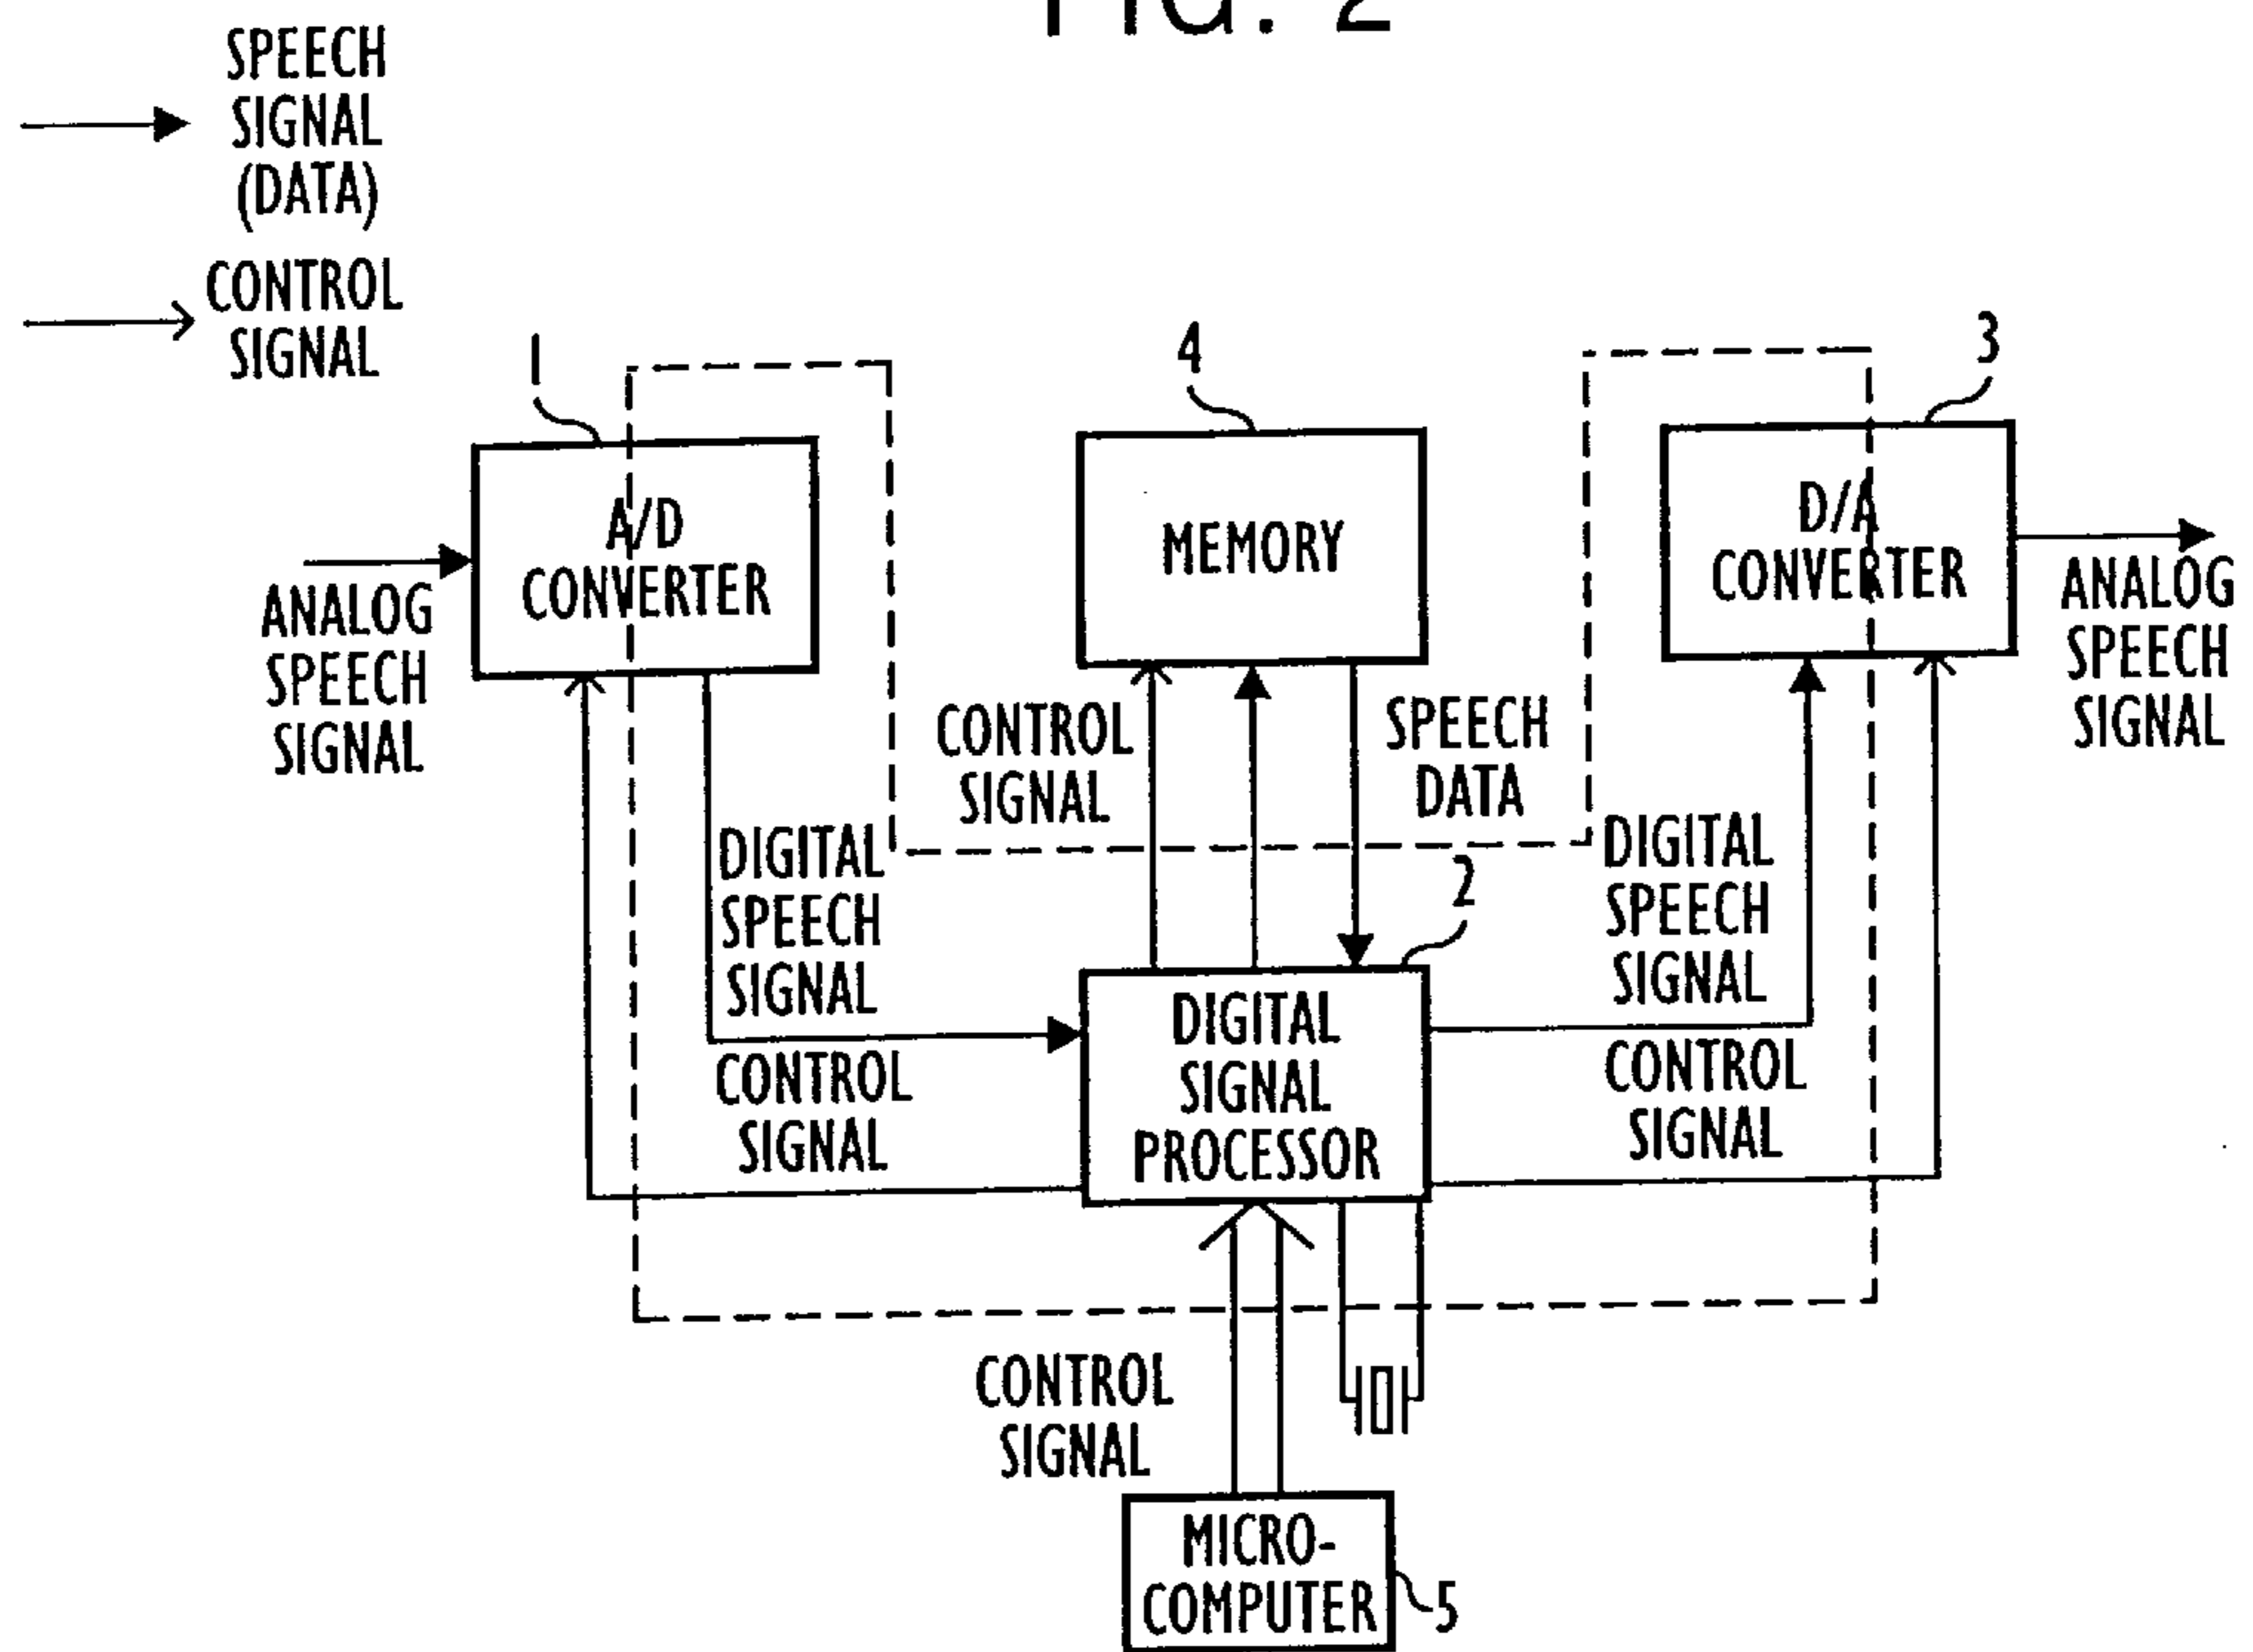 FIG. 2
SPEECH
SIGNAL
(DATA)
CONTROL
SIGNAL
1
4
3
A/D
CONVERTER
MEMORY
D/A
CONVERTER
ANALOG
SPEECH
SIGNAL
ANALOG
SPEECH
SIGNAL
CONTROL
SIGNAL
SPEECH
DATA
DIGITAL
SPEECH
SIGNAL
2
DIGITAL
SPEECH
SIGNAL
DIGITAL
SIGNAL
PROCESSOR
CONTROL
SIGNAL
CONTROL
SIGNAL
CONTROL
SIGNAL
MICRO-
COMPUTER
5